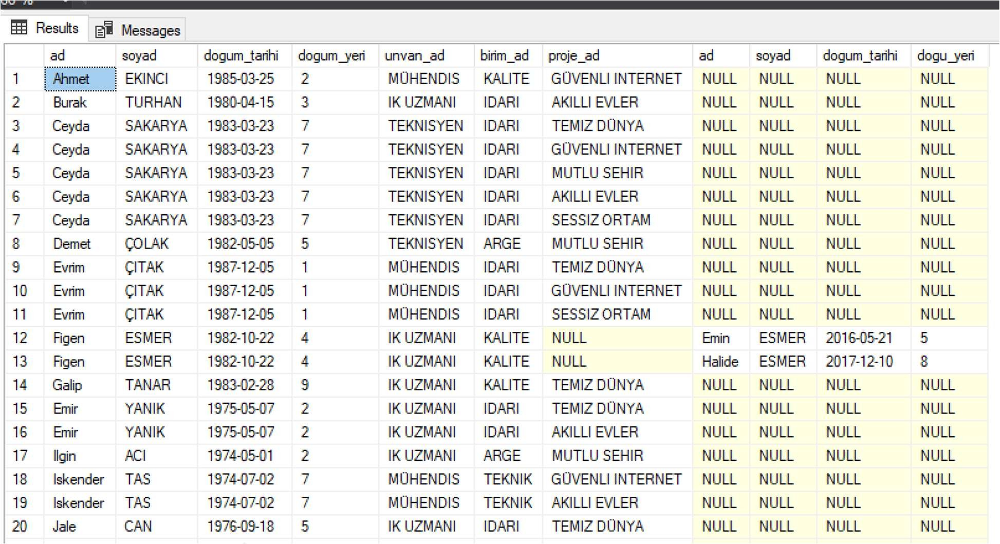 Results Messages
ad soyad dogum_tarihi dogum_yeri unvan_ad birim_ad proje_ad ad soyad dogum_tarihi dogu_yeri
1 Ahmet EKINCI 1985-03-25 2 MÜHENDIS KALITE GÜVENLI INTERNET NULL NULL NULL NULL
2 Burak TURHAN 1980-04-15 3 IK UZMANI IDARI AKILLI EVLER NULL NULL NULL NULL
3 Ceyda SAKARYA 1983-03-23 7 TEKNISYEN IDARI TEMIZ DÜNYA NULL NULL NULL NULL
4 Ceyda SAKARYA 1983-03-23 7 TEKNISYEN IDARI GÜVENLI INTERNET NULL NULL NULL NULL
5 Ceyda SAKARYA 1983-03-23 7 TEKNISYEN IDARI MUTLU SEHIR NULL NULL NULL NULL
6 Ceyda SAKARYA 1983-03-23 7 TEKNISYEN IDARI AKILLI EVLER NULL NULL NULL NULL
7 Ceyda SAKARYA 1983-03-23 7 TEKNISYEN IDARI SESSIZ ORTAM NULL NULL NULL NULL
8 Demet ÇOLAK 1982-05-05 5 TEKNISYEN ARGE MUTLU SEHIR NULL NULL NULL NULL
9 Evrim ÇITAK 1987-12-05 1 MÜHENDIS IDARI TEMIZ DÜNYA NULL NULL NULL NULL
10 Evrim ÇITAK 1987-12-05 1 MÜHENDIS IDARI GÜVENLI INTERNET NULL NULL NULL NULL
11 Evrim ÇITAK 1987-12-05 1 MÜHENDIS IDARI SESSIZ ORTAM NULL NULL NULL NULL
12 Figen ESMER 1982-10-22 4 IK UZMANI KALITE NULL Emin ESMER 2016-05-21 5
13 Figen ESMER 1982-10-22 4 IK UZMANI KALITE NULL Halide ESMER 2017-12-10 8
14 Galip TANAR 1983-02-28 9 IK UZMANI KALITE TEMIZ DÜNYA NULL NULL NULL NULL
15 Emir YANIK 1975-05-07 2 IK UZMANI IDARI TEMIZ DÜNYA NULL NULL NULL NULL
16 Emir YANIK 1975-05-07 2 IK UZMANI IDARI AKILLI EVLER NULL NULL NULL NULL
17 Ilgin ACI 1974-05-01 2 IK UZMANI ARGE MUTLU SEHIR NULL NULL NULL NULL
18 Iskender TAS 1974-07-02 7 MÜHENDIS TEKNIK GÜVENLI INTERNET NULL NULL NULL NULL
19 Iskender TAS 1974-07-02 7 MÜHENDIS TEKNIK AKILLI EVLER NULL NULL NULL NULL
20 Jale CAN 1976-09-18 5 IK UZMANI IDARI TEMIZ DÜNYA NULL NULL NULL NULL